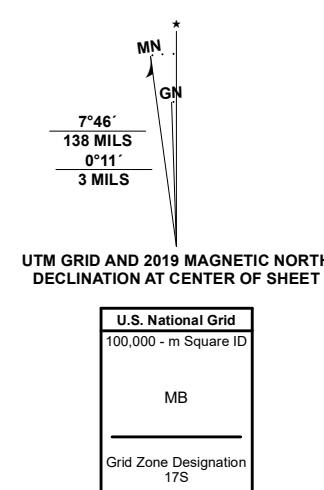 MN
GN
7°46´
138 MILS
0°11´
3 MILS
UTM GRID AND 2019 MAGNETIC NORTH
DECLINATION AT CENTER OF SHEET
U.S. National Grid
100,000 - m Square ID
MB
Grid Zone Designation
17S